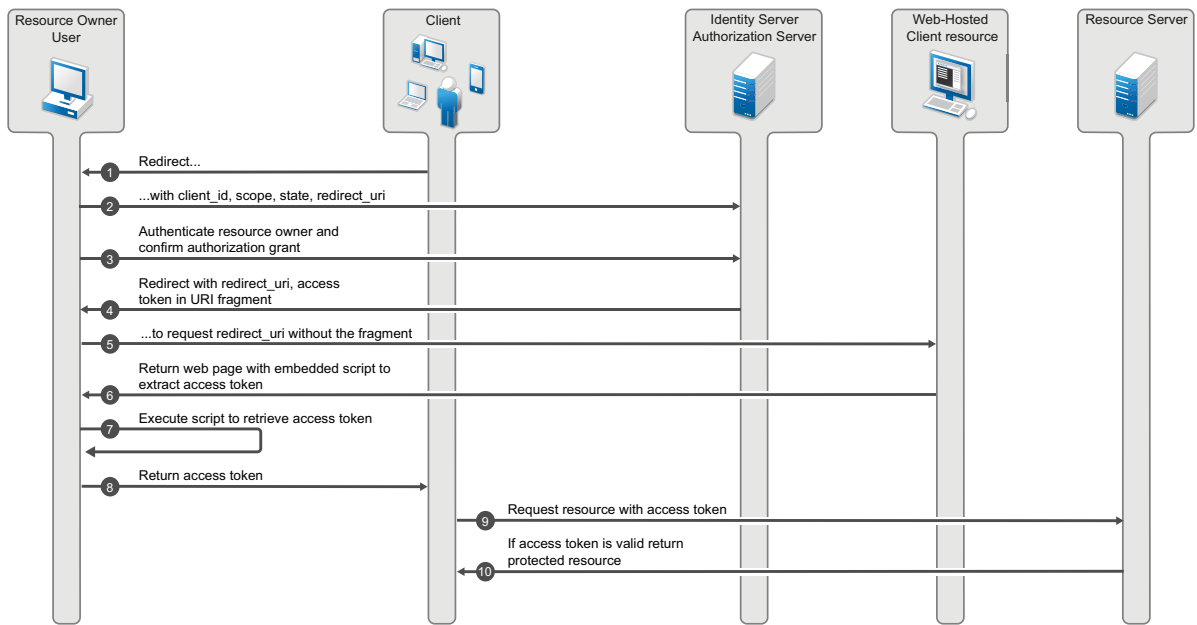 Resource Owner
User
Client
Identity Server
Authorization Server
Web-Hosted
Client resource
Resource Server
1
Redirect...
2
...with client_id, scope, state, redirect_uri
3
Authenticate resource owner and
confirm authorization grant
4
Redirect with redirect_uri, access
token in URI fragment
5
...to request redirect_uri without the fragment
6
Return web page with embedded script to
extract access token
7
Execute script to retrieve access token
8
Return access token
9
Request resource with access token
10
If access token is valid return
protected resource